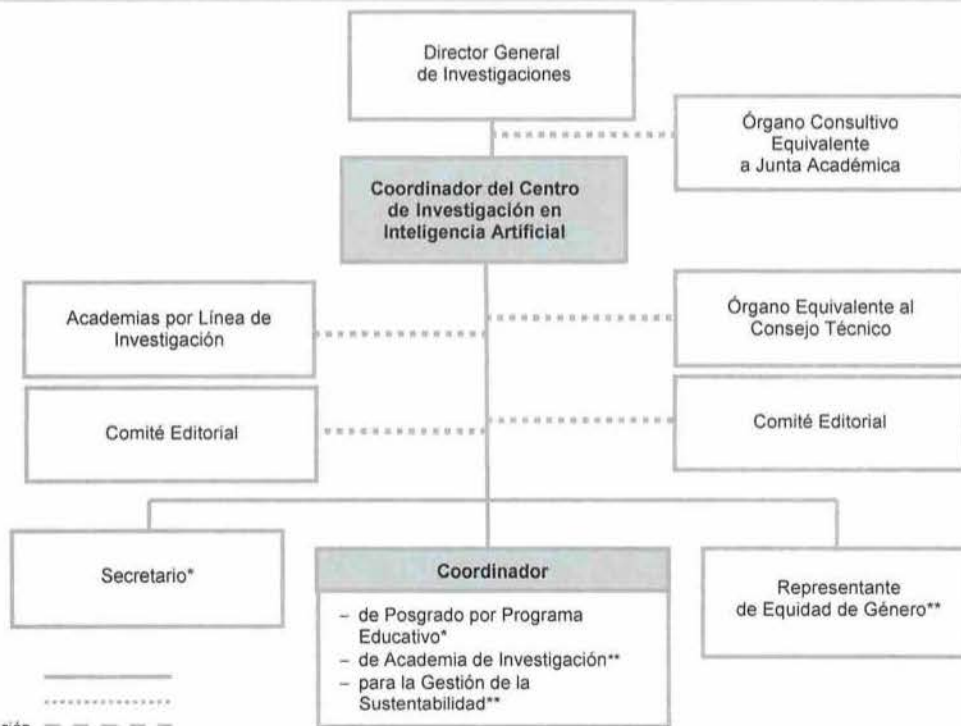 Director General
de Investigaciones
Órgano Consultivo
Equivalente
a Junta Académica
Coordinador del Centro
de Investigación en
Inteligencia Artificial
Academias por Línea de
Investigación
Órgano Equivalente al
Consejo Técnico
Comité Editorial
Comité Editorial
Secretario*
Coordinador
– de Posgrado por Programa
Educativo*
– de Academia de Investigación**
– para la Gestión de la
Sustentabilidad**
Representante
de Equidad de Género**